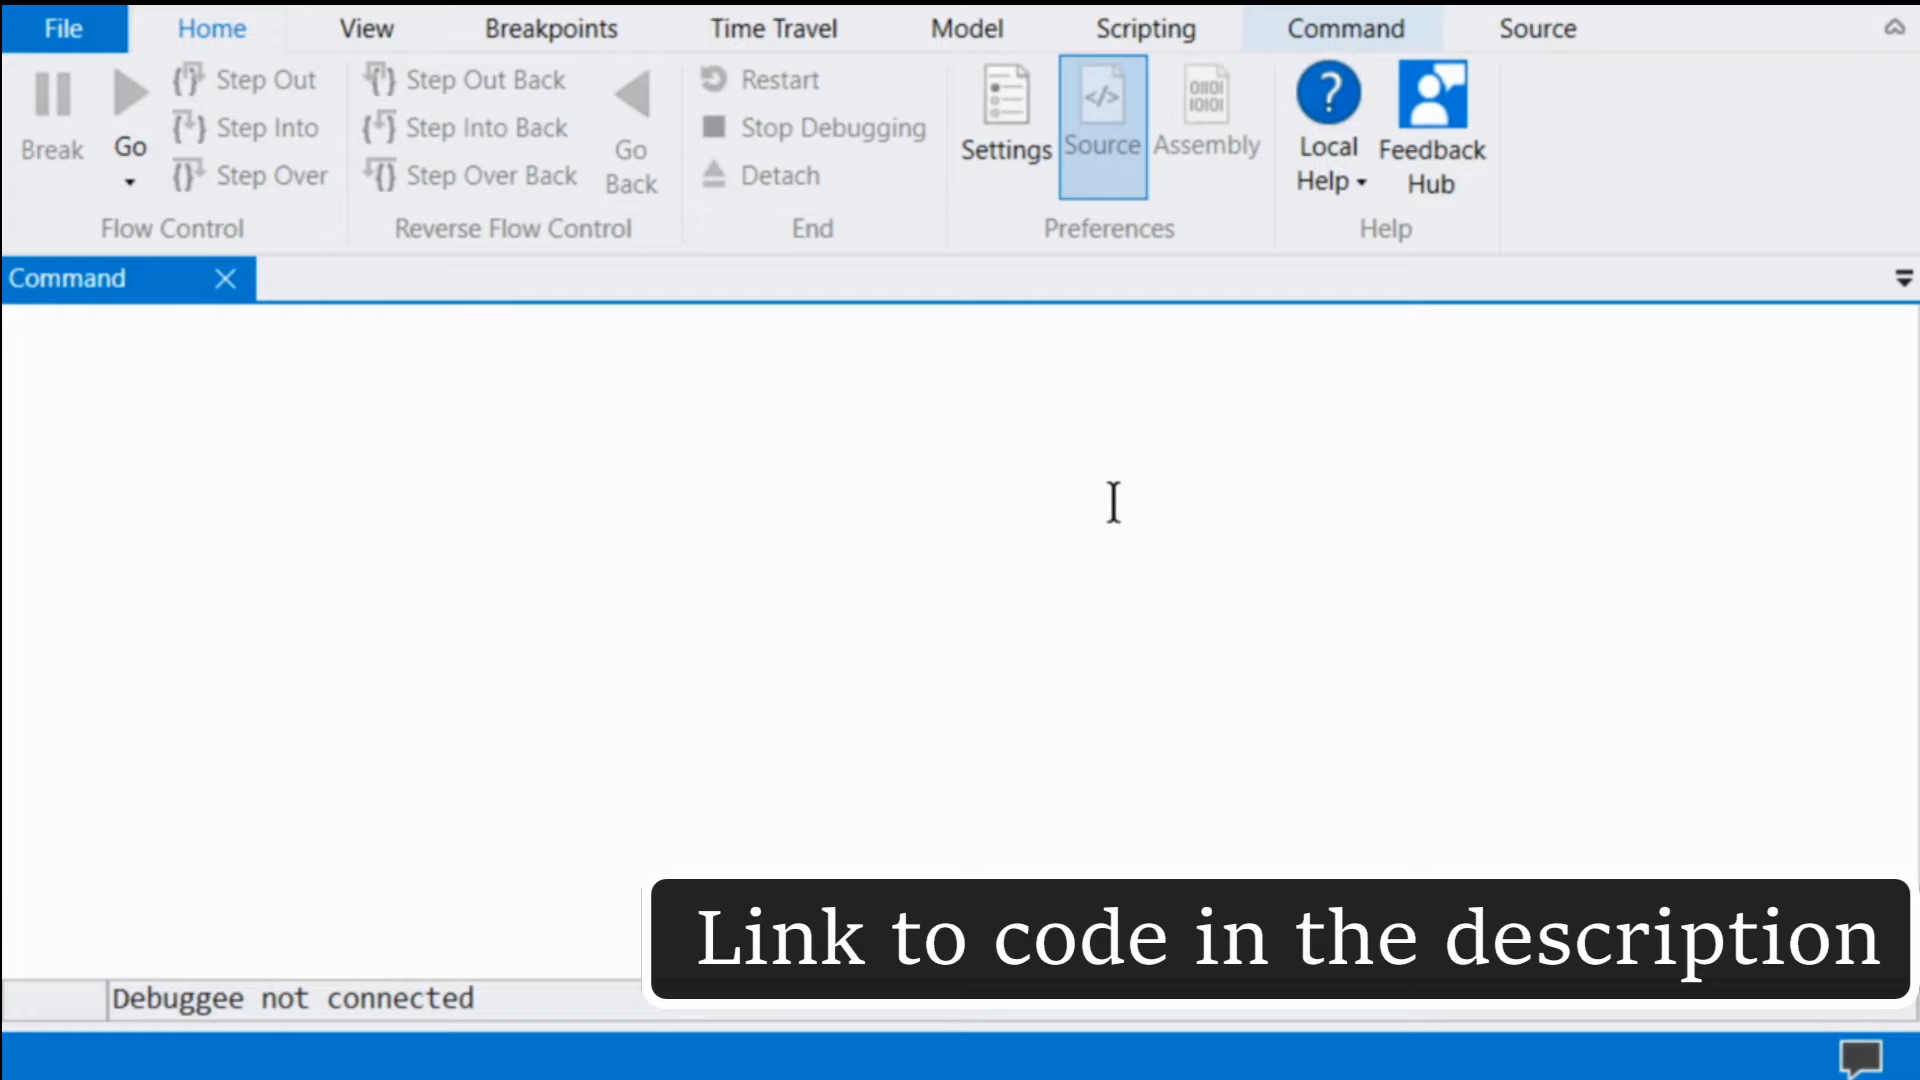 File Home View Breakpoints Time Travel Model Scripting Command Source
Break
Go
Step Out
Step Into
Step Over
Flow Control
Step Out Back
Step Into Back
Step Over Back
Go
Back
Reverse Flow Control
Restart
Stop Debugging
Detach
End
Settings
</>
Source
01101
10101
Assembly
Preferences
?
Local
Help
Feedback
Hub
Help
Command
Link to code in the description
Debuggee not connected